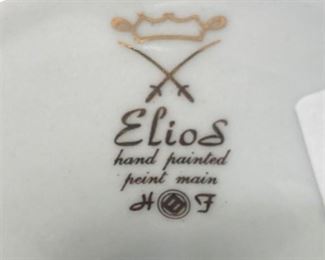 Elios
hand painted
peint main
H F